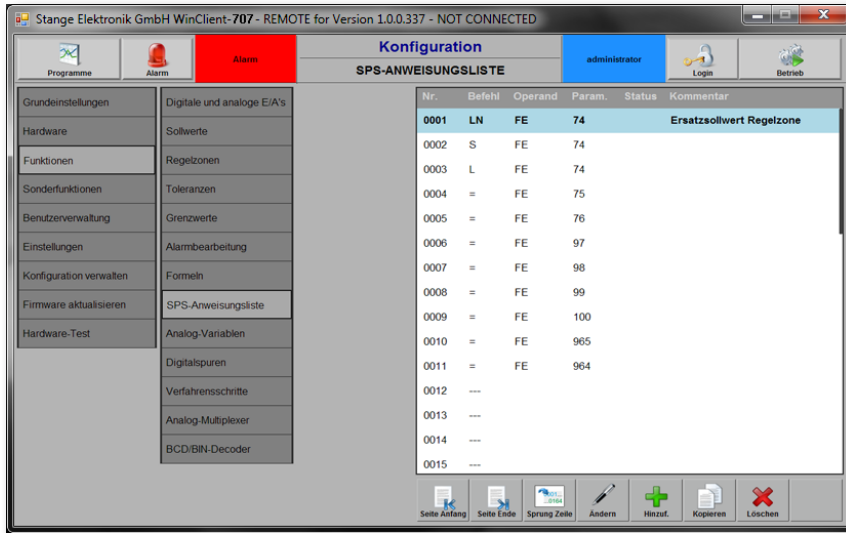 Stange Elektronik GmbH WinClient-707 - REMOTE for Version 1.0.0.337 - NOT CONNECTED
Programme
Alarm
Alarm
Konfiguration
SPS-ANWEISUNGSLISTE
administrator
Login
Betrieb
Grundeinstellungen
Hardware
Funktionen
Sonderfunktionen
Benutzerverwaltung
Einstellungen
Konfiguration verwalten
Firmware aktualisieren
Hardware-Test
Digitale und analoge E/A's
Sollwerte
Regelzonen
Toleranzen
Grenzwerte
Alarmbearbeitung
Formeln
SPS-Anweisungsliste
Analog-Variablen
Digitalspuren
Verfahrensschritte
Analog-Multiplexer
BCD/BIN-Decoder
Nr. Befehl Operand Param. Status Kommentar
0001 LN FE 74 Ersatzsollwert Regelzone
0002 S FE 74
0003 L FE 74
0004 = FE 75
0005 = FE 76
0006 = FE 97
0007 = FE 98
0008 = FE 99
0009 = FE 100
0010 = FE 965
0011 = FE 964
0012 ---
0013 ---
0014 ---
0015 ---
Seite Anfang
Seite Ende
Sprung Zeile
Ändern
Hinzuf.
Kopieren
Löschen